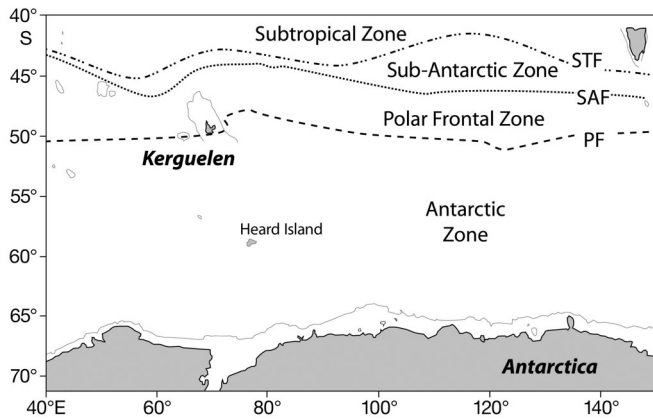 40°
S
Subtropical Zone
STF
Sub-Antarctic Zone
45°
SAF
Polar Frontal Zone
50°
PF
Kerguelen
55°
Antarctic
Zone
Heard Island
60°
65°
Antarctica
70°
40°E 60° 80° 100° 120° 140°